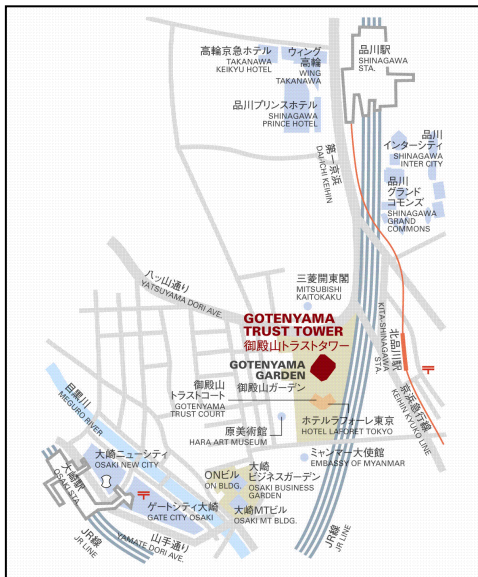 高輪京急ホテル
TAKANAWA
KEIKYU HOTEL
ウィング
高輪
WING
TAKANAWA
品川駅
SHINAGAWA
STA.
品川プリンスホテル
SHINAGAWA
PRINCE HOTEL
第一京浜
DAIICHI KEIHIN
品川
インターシティ
SHINAGAWA
INTER CITY
品川
グランド
コモンズ
SHINAGAWA
GRAND
COMMONS
八ッ山通り
YATSUYAMA DORI AVE.
三菱開東閣
MITSUBISHI
KAITOKAKU
GOTENYAMA
TRUST TOWER
御殿山トラストタワー
GOTENYAMA
GARDEN
御殿山ガーデン
北品川駅
KITA-SHINAGAWA
STA.
〒
京浜急行線
KEIHIN KYUKO LINE
御殿山
トラストコート
GOTENYAMA
TRUST COURT
ホテルラフォーレ東京
HOTEL LAFORET TOKYO
目黒川
MEGURO RIVER
原美術館
HARA ART MUSEUM
ミャンマー大使館
EMBASSY OF MYANMAR
大崎ニューシティ
OSAKI NEW CITY
大崎駅
OSAKI STA.
〒
ONビル
ON BLDG.
大崎
ビジネスガーデン
OSAKI BUSINESS
GARDEN
ゲートシティ大崎
GATE CITY OSAKI
大崎MTビル
OSAKI MT BLDG.
山手通り
YAMATE DORI AVE.
JR線
JR LINE
JR線
JR LINE